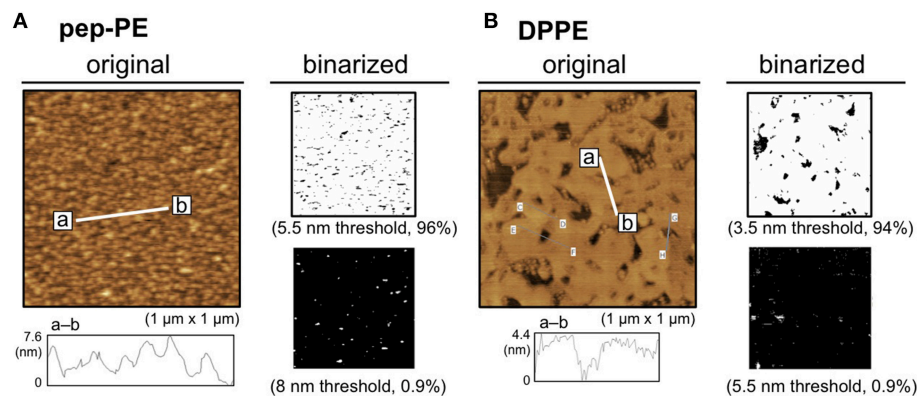 A
pep-PE
original
binarized
a
b
(1 µm x 1 µm)
a–b
7.6
(nm)
0
(5.5 nm threshold, 96%)
(8 nm threshold, 0.9%)
B
DPPE
original
binarized
a
b
C
D
E
F
G
H
(1 µm x 1 µm)
a–b
4.4
(nm)
0
(3.5 nm threshold, 94%)
(5.5 nm threshold, 0.9%)